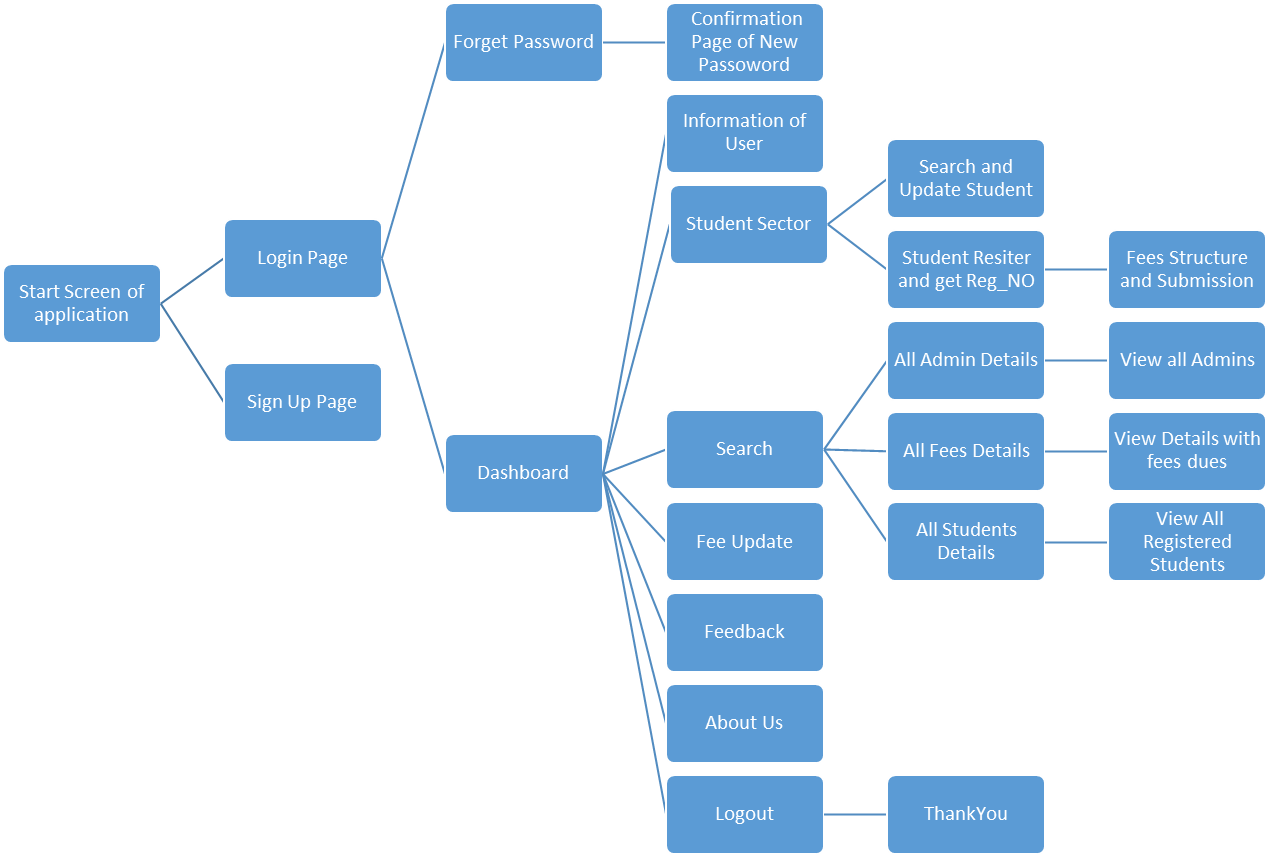 Forget Password
Confirmation
Page of New
Passoword
Information of
User
Search and
Update Student
Student Sector
Login Page
Student Resiter
and get Reg_NO
Fees Structure
and Submission
Start Screen of
application
All Admin Details
View all Admins
Sign Up Page
Search
All Fees Details
View Details with
fees dues
Dashboard
Fee Update
All Students
Details
View All
Registered
Students
Feedback
About Us
Logout
ThankYou